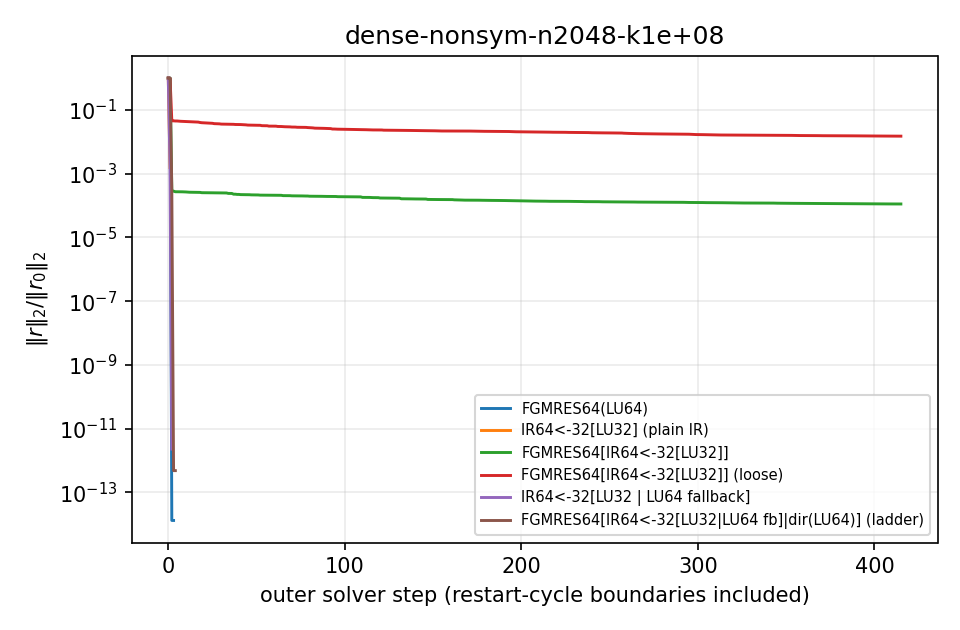 dense-nonsym-n2048-k1e+08
10⁻¹
10⁻³
10⁻⁵
10⁻⁷
10⁻⁹
10⁻¹¹
10⁻¹³
‖r‖₂/‖r₀‖₂
FGMRES64(LU64)
IR64<-32[LU32] (plain IR)
FGMRES64[IR64<-32[LU32]]
FGMRES64[IR64<-32[LU32]] (loose)
IR64<-32[LU32 | LU64 fallback]
FGMRES64[IR64<-32[LU32|LU64 fb]|dir(LU64)] (ladder)
0 100 200 300 400
outer solver step (restart-cycle boundaries included)